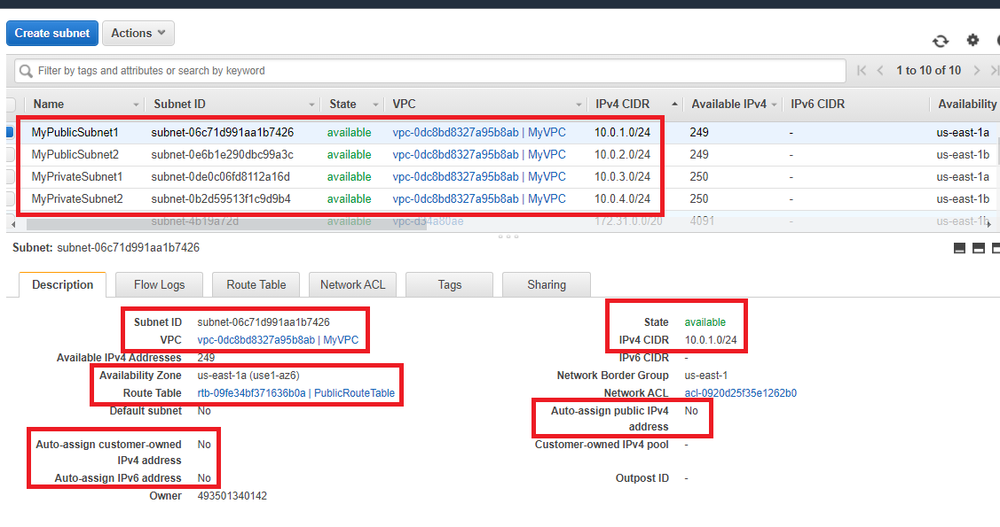 Create subnet Actions
Filter by tags and attributes or search by keyword 1 to 10 of 10
Name Subnet ID State VPC IPv4 CIDR Available IPv4 IPv6 CIDR Availability
MyPublicSubnet1 subnet-06c71d991aa1b7426 available vpc-0dc8bd8327a95b8ab | MyVPC 10.0.1.0/24 249 - us-east-1a
MyPublicSubnet2 subnet-0e6b1e290dbc99a3c available vpc-0dc8bd8327a95b8ab | MyVPC 10.0.2.0/24 249 - us-east-1b
MyPrivateSubnet1 subnet-0de0c06fd8112a16d available vpc-0dc8bd8327a95b8ab | MyVPC 10.0.3.0/24 250 - us-east-1a
MyPrivateSubnet2 subnet-0b2d59513f1c9d9b4 available vpc-0dc8bd8327a95b8ab | MyVPC 10.0.4.0/24 250 - us-east-1b
subnet-4b19a72d available vpc-d34a80ae 172.31.0.0/20 4091 us-east-1b
Subnet: subnet-06c71d991aa1b7426
Description Flow Logs Route Table Network ACL Tags Sharing
Subnet ID subnet-06c71d991aa1b7426 State available
VPC vpc-0dc8bd8327a95b8ab | MyVPC IPv4 CIDR 10.0.1.0/24
Available IPv4 Addresses 249 IPv6 CIDR -
Availability Zone us-east-1a (use1-az6) Network Border Group us-east-1
Route Table rtb-09fe34bf371636b0a | PublicRouteTable Network ACL acl-0920d25f35e1262b0
Default subnet No Auto-assign public IPv4 No
address
Auto-assign customer-owned No Customer-owned IPv4 pool -
IPv4 address
Auto-assign IPv6 address No Outpost ID -
Owner 493501340142